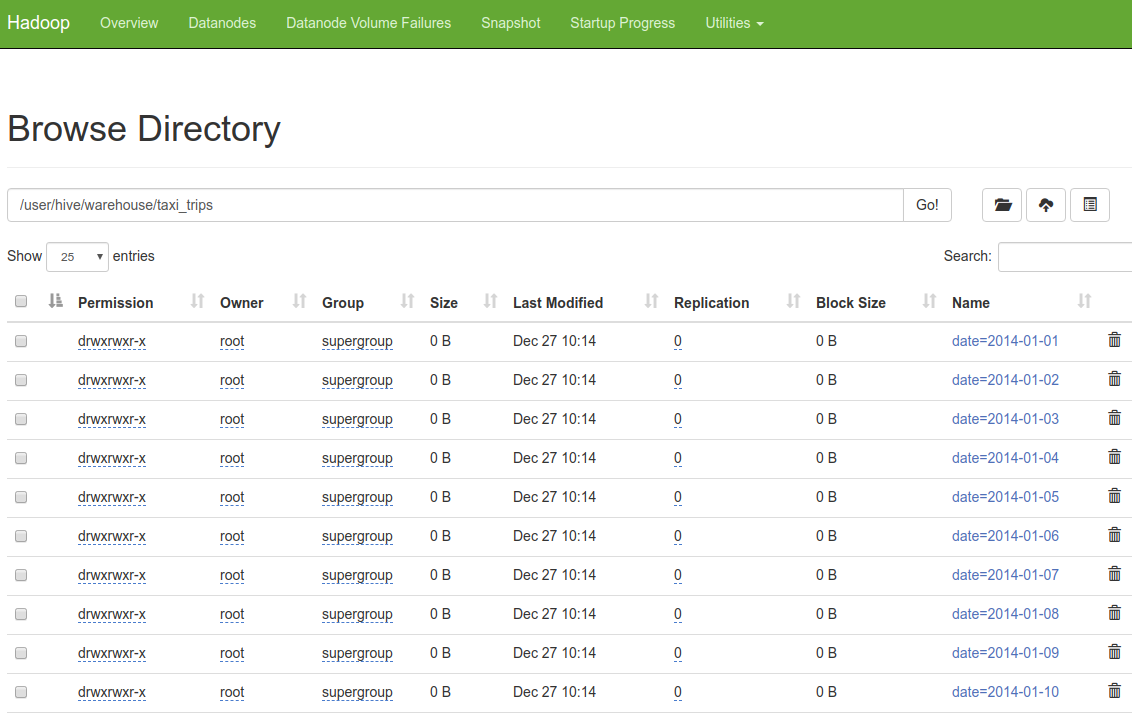 Hadoop Overview Datanodes Datanode Volume Failures Snapshot Startup Progress Utilities
Browse Directory
/user/hive/warehouse/taxi_trips Go!
Show 25 entries Search:
Permission Owner Group Size Last Modified Replication Block Size Name
drwxrwxr-x root supergroup 0 B Dec 27 10:14 0 0 B date=2014-01-01
drwxrwxr-x root supergroup 0 B Dec 27 10:14 0 0 B date=2014-01-02
drwxrwxr-x root supergroup 0 B Dec 27 10:14 0 0 B date=2014-01-03
drwxrwxr-x root supergroup 0 B Dec 27 10:14 0 0 B date=2014-01-04
drwxrwxr-x root supergroup 0 B Dec 27 10:14 0 0 B date=2014-01-05
drwxrwxr-x root supergroup 0 B Dec 27 10:14 0 0 B date=2014-01-06
drwxrwxr-x root supergroup 0 B Dec 27 10:14 0 0 B date=2014-01-07
drwxrwxr-x root supergroup 0 B Dec 27 10:14 0 0 B date=2014-01-08
drwxrwxr-x root supergroup 0 B Dec 27 10:14 0 0 B date=2014-01-09
drwxrwxr-x root supergroup 0 B Dec 27 10:14 0 0 B date=2014-01-10